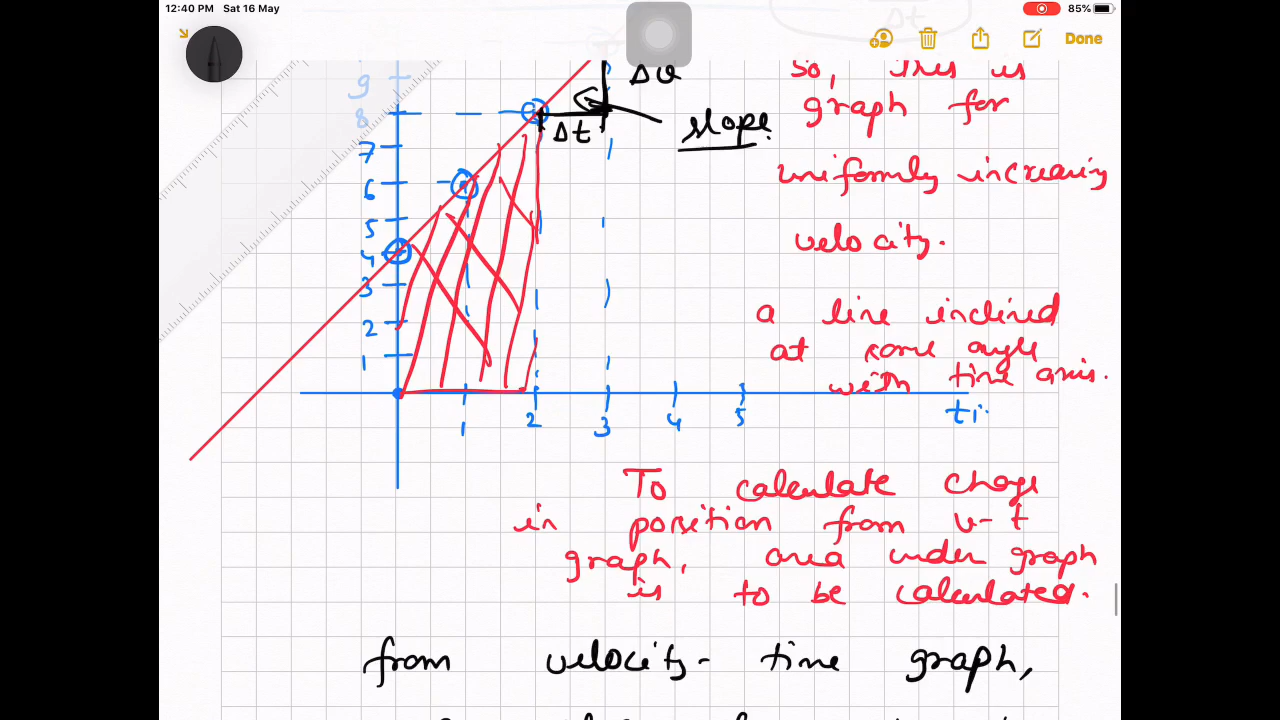 12:40 PM Sat 16 May
85%
Done
Δt
9
Δv
So, this is
graph for
8
slope.
Δt
7
uniformly increasing
6
5
velocity.
4
3
a line inclined
2
at some angle
1
with time axis.
1 2 3 4 5
ti.
To calculate change
in position from v-t
graph, area under graph
is to be calculated.
from velocity-time graph,